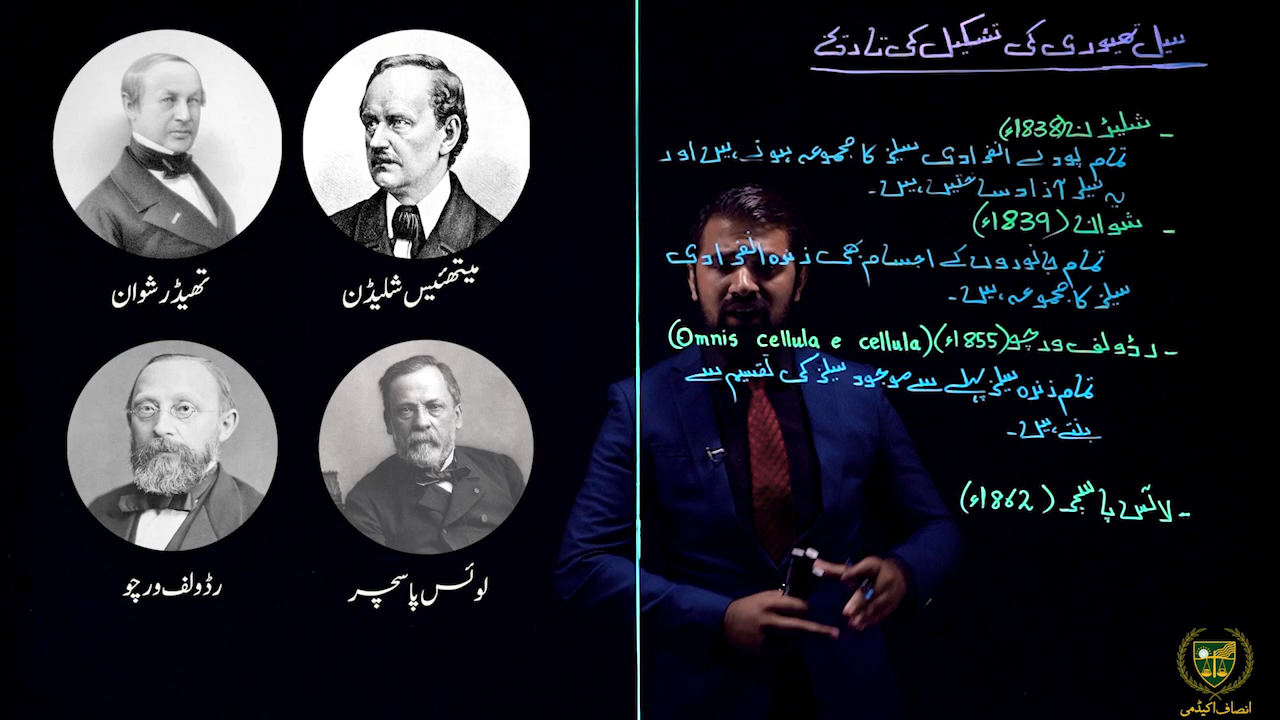 سیل تھیوری کی تشکیل کی تاریخ
- شلیڈن (1838ء)
تمام پودے انفرادی سیلز کا مجموعہ ہوتے ہیں اور
یہ سیلز آزاد ساختیں ہیں۔
- شوان (1839ء)
تمام جانوروں کے اجسام بھی زندہ انفرادی
سیلز کا مجموعہ ہیں۔
- رڈولف ورچو (1855ء) (Omnis cellula e cellula)
تمام زندہ سیلز پہلے سے موجود سیلز کی تقسیم سے
بنتے ہیں۔
- لائس پاسچر (1862ء)
میتھئیس شلیڈن
تھیڈر شوان
لوئس پاسچر
رڈولف ورچو
انصاف اکیڈمی